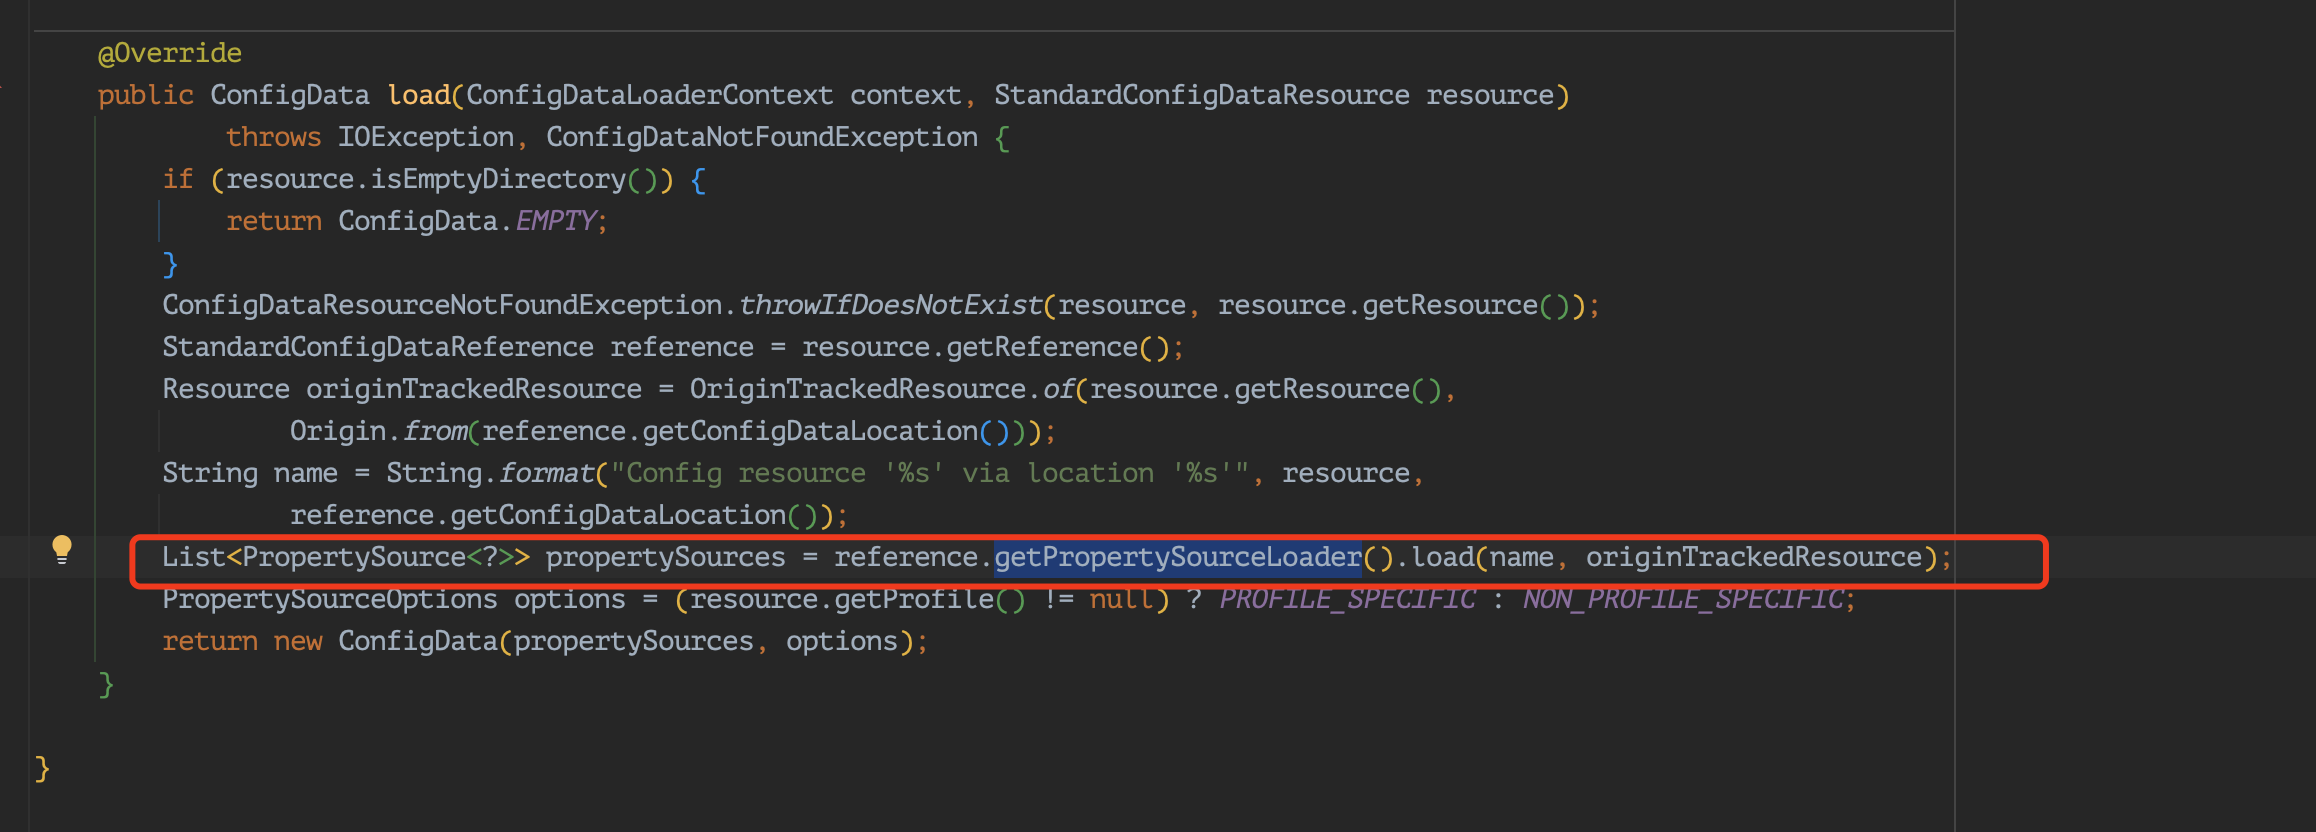 @Override
public ConfigData load(ConfigDataLoaderContext context, StandardConfigDataResource resource)
throws IOException, ConfigDataNotFoundException {
if (resource.isEmptyDirectory()) {
return ConfigData.EMPTY;
}
ConfigDataResourceNotFoundException.throwIfDoesNotExist(resource, resource.getResource());
StandardConfigDataReference reference = resource.getReference();
Resource originTrackedResource = OriginTrackedResource.of(resource.getResource(),
Origin.from(reference.getConfigDataLocation()));
String name = String.format("Config resource '%s' via location '%s'", resource,
reference.getConfigDataLocation());
List<PropertySource<?>> propertySources = reference.getPropertySourceLoader().load(name, originTrackedResource);
PropertySourceOptions options = (resource.getProfile() != null) ? PROFILE_SPECIFIC : NON_PROFILE_SPECIFIC;
return new ConfigData(propertySources, options);
}
}